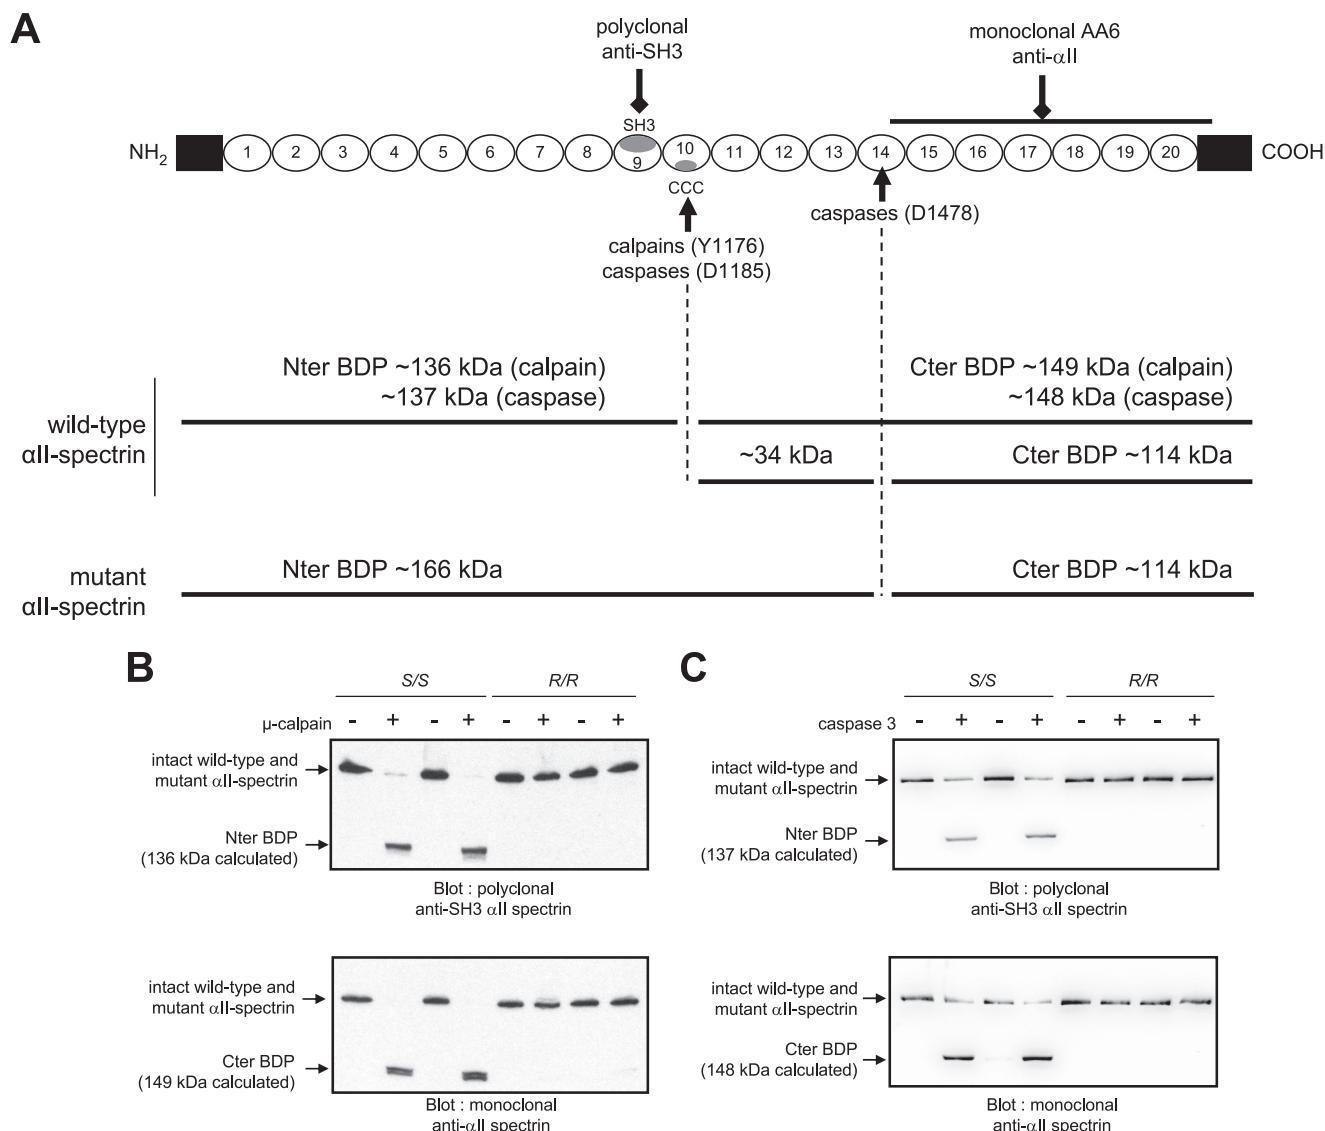 A
polyclonal
anti-SH3
monoclonal AA6
anti-αII
NH2
1 2 3 4 5 6 7 8 SH3 9 10 11 12 13 14 15 16 17 18 19 20
COOH
CCC
calpains (Y1176)
caspases (D1185)
caspases (D1478)
Nter BDP ~136 kDa (calpain)
~137 kDa (caspase)
Cter BDP ~149 kDa (calpain)
~148 kDa (caspase)
wild-type
αII-spectrin
~34 kDa
Cter BDP ~114 kDa
mutant
αII-spectrin
Nter BDP ~166 kDa
Cter BDP ~114 kDa
B
S/S R/R
μ-calpain - + - + - + - +
intact wild-type and
mutant αII-spectrin
Nter BDP
(136 kDa calculated)
Blot : polyclonal
anti-SH3 αII spectrin
intact wild-type and
mutant αII-spectrin
Cter BDP
(149 kDa calculated)
Blot : monoclonal
anti-αII spectrin
C
S/S R/R
caspase 3 - + - + - + - +
intact wild-type and
mutant αII-spectrin
Nter BDP
(137 kDa calculated)
Blot : polyclonal
anti-SH3 αII spectrin
intact wild-type and
mutant αII-spectrin
Cter BDP
(148 kDa calculated)
Blot : monoclonal
anti-αII spectrin